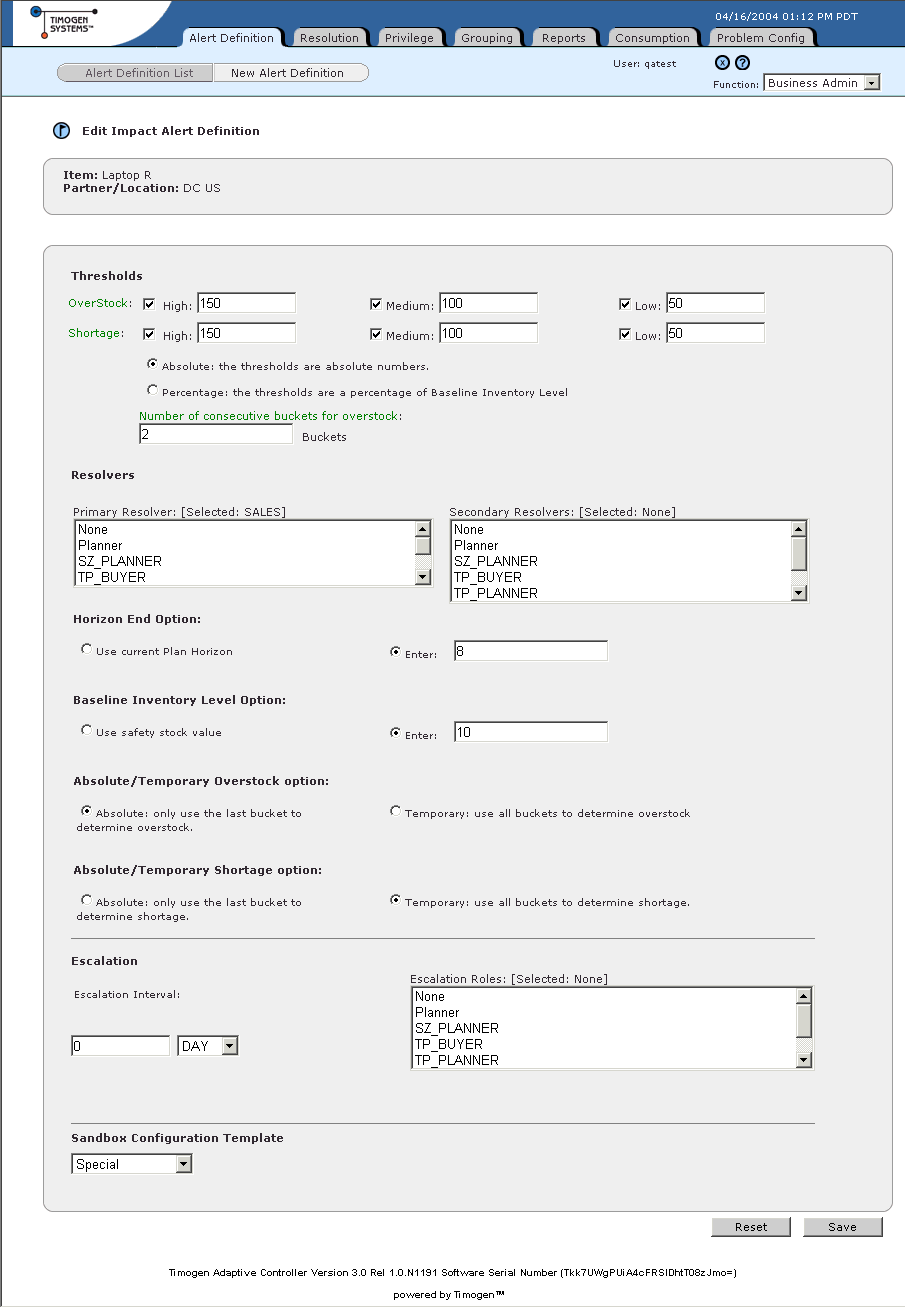 TIMOGEN
SYSTEMS™
04/16/2004 01:12 PM PDT
Alert Definition Resolution Privilege Grouping Reports Consumption Problem Config
Alert Definition List New Alert Definition
User: qatest
x ?
Function: Business Admin
Edit Impact Alert Definition
Item: Laptop R
Partner/Location: DC US
Thresholds
OverStock: High: 150 Medium: 100 Low: 50
Shortage: High: 150 Medium: 100 Low: 50
Absolute: the thresholds are absolute numbers.
Percentage: the thresholds are a percentage of Baseline Inventory Level
Number of consecutive buckets for overstock:
2 Buckets
Resolvers
Primary Resolver: [Selected: SALES]
None
Planner
SZ_PLANNER
TP_BUYER
Secondary Resolvers: [Selected: None]
None
Planner
SZ_PLANNER
TP_BUYER
TP_PLANNER
Horizon End Option:
Use current Plan Horizon Enter: 8
Baseline Inventory Level Option:
Use safety stock value Enter: 10
Absolute/Temporary Overstock option:
Absolute: only use the last bucket to
determine overstock.
Temporary: use all buckets to determine overstock
Absolute/Temporary Shortage option:
Absolute: only use the last bucket to
determine shortage.
Temporary: use all buckets to determine shortage.
Escalation
Escalation Interval:
0 DAY
Escalation Roles: [Selected: None]
None
Planner
SZ_PLANNER
TP_BUYER
TP_PLANNER
Sandbox Configuration Template
Special
Reset Save
Timogen Adaptive Controller Version 3.0 Rel 1.0.N1191 Software Serial Number (Tkk7UWgPUiA4cFRSIDhtT08zJmo=)
powered by Timogen™